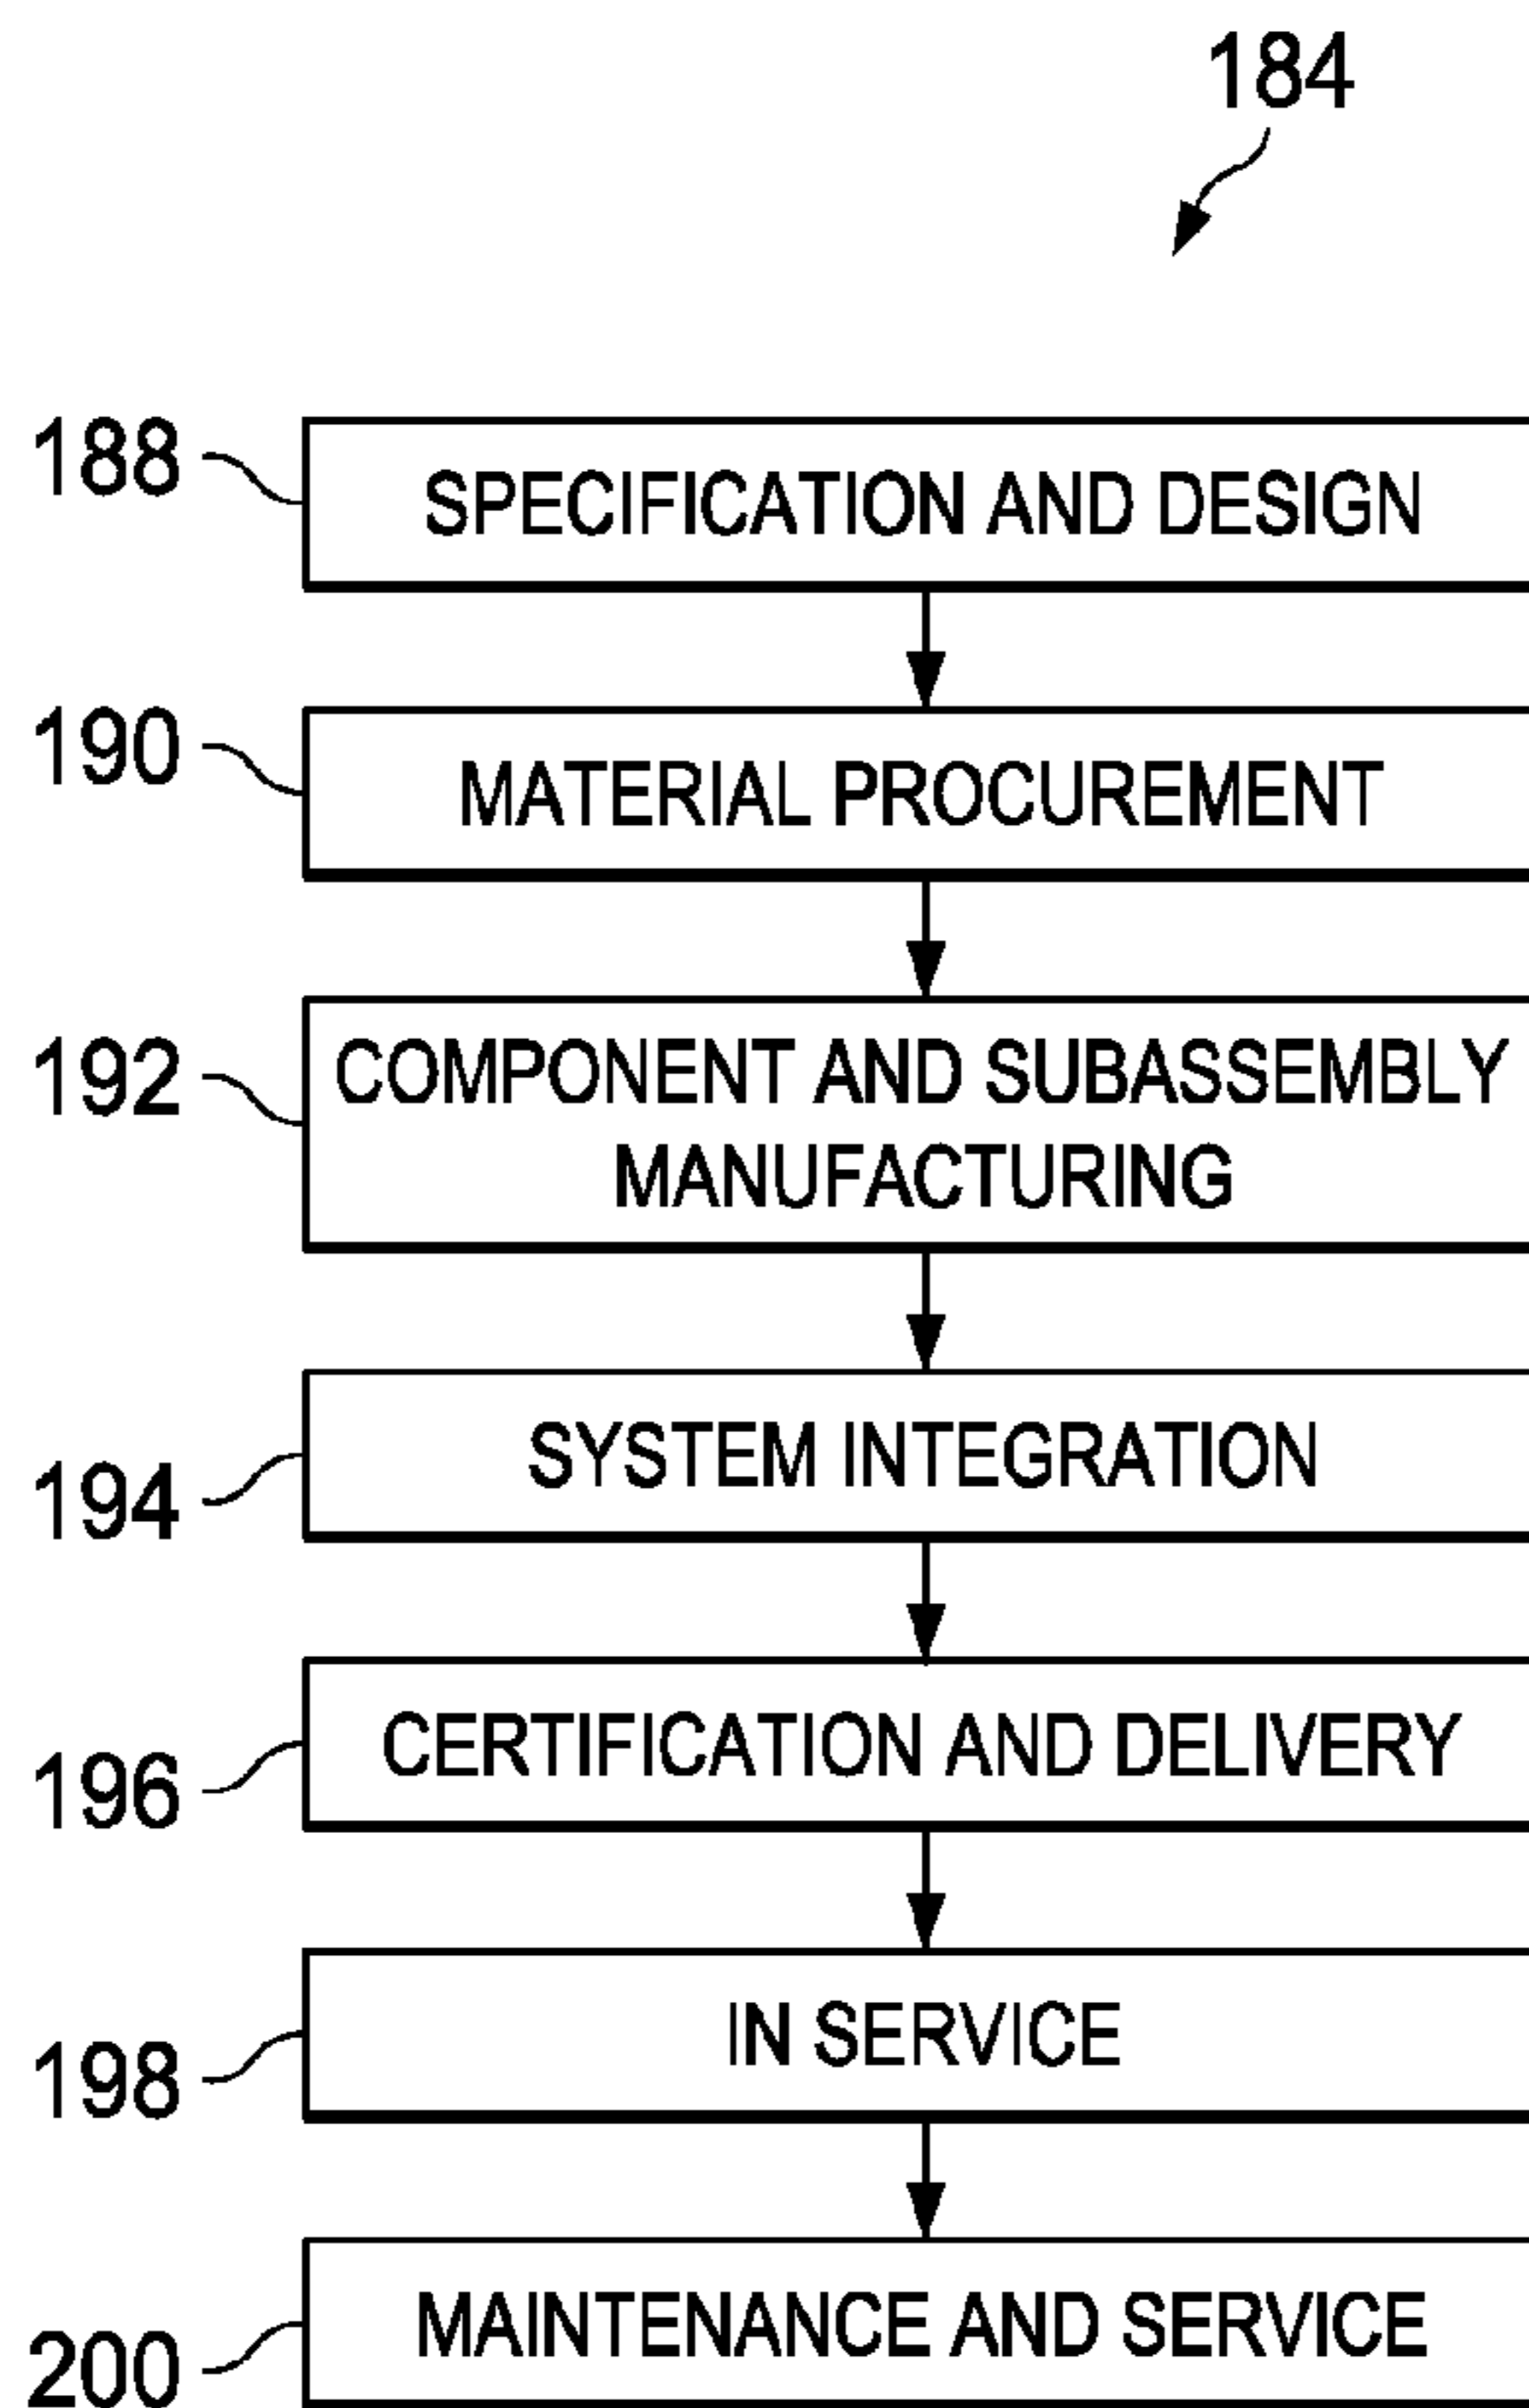 184
188
SPECIFICATION AND DESIGN
190
MATERIAL PROCUREMENT
192
COMPONENT AND SUBASSEMBLY
MANUFACTURING
194
SYSTEM INTEGRATION
196
CERTIFICATION AND DELIVERY
198
IN SERVICE
200
MAINTENANCE AND SERVICE